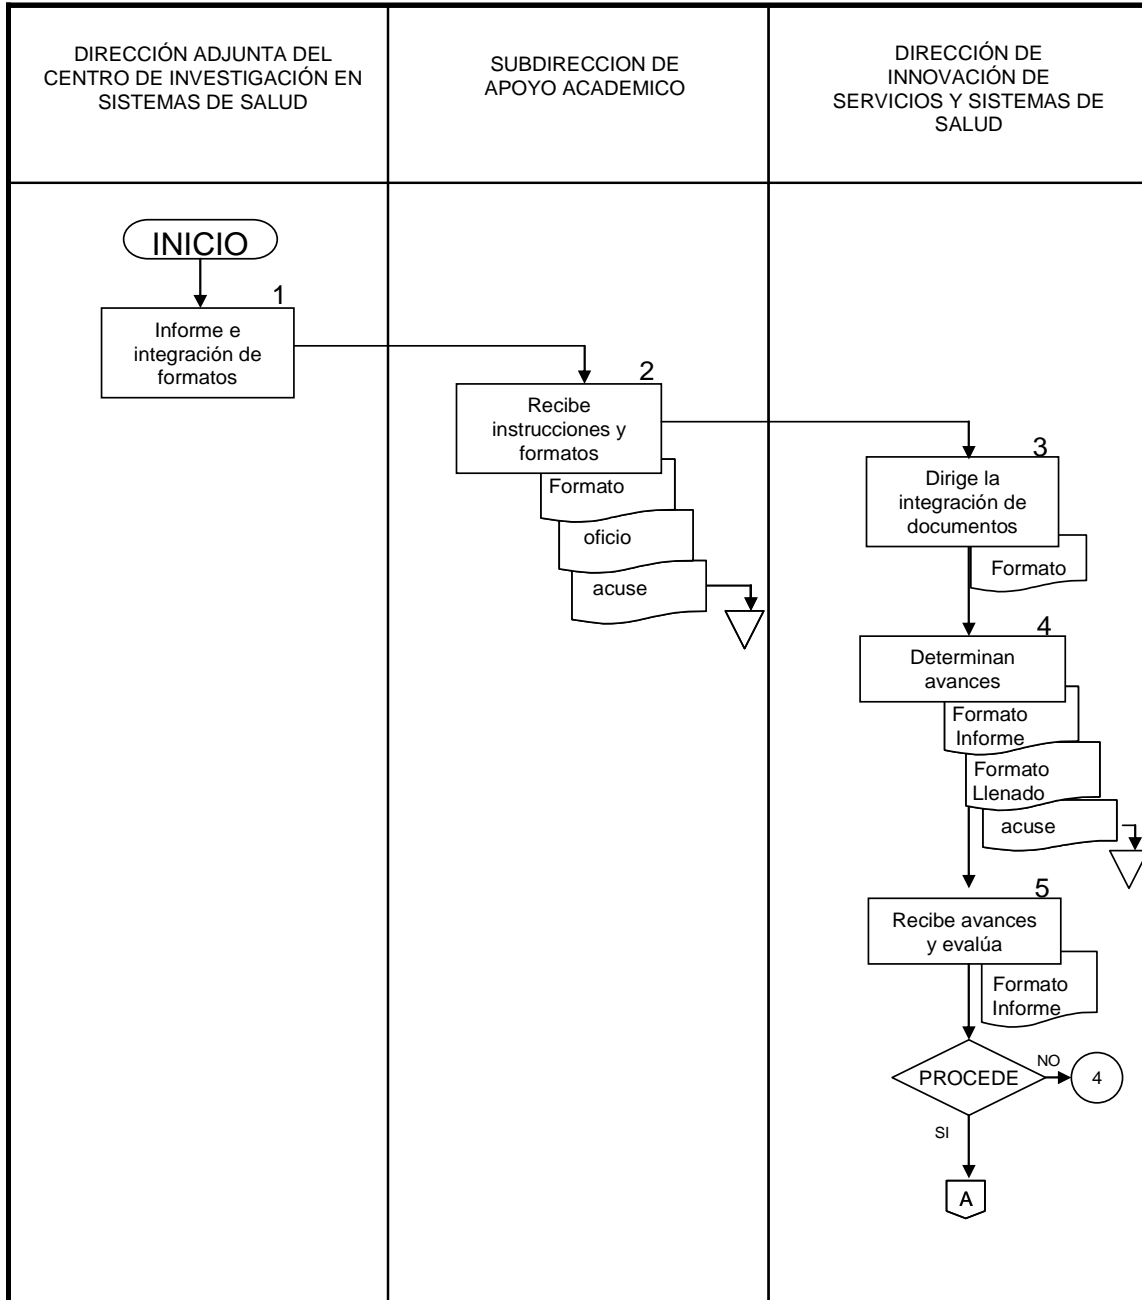 DIRECCIÓN ADJUNTA DEL
CENTRO DE INVESTIGACIÓN EN
SISTEMAS DE SALUD
SUBDIRECCION DE
APOYO ACADEMICO
DIRECCIÓN DE
INNOVACIÓN DE
SERVICIOS Y SISTEMAS DE
SALUD
INICIO
1
Informe e
integración de
formatos
2
Recibe
instrucciones y
formatos
Formato
oficio
acuse
3
Dirige la
integración de
documentos
Formato
4
Determinan
avances
Formato
Informe
Formato
Llenado
acuse
5
Recibe avances
y evalúa
Formato
Informe
PROCEDE
NO
4
SI
A